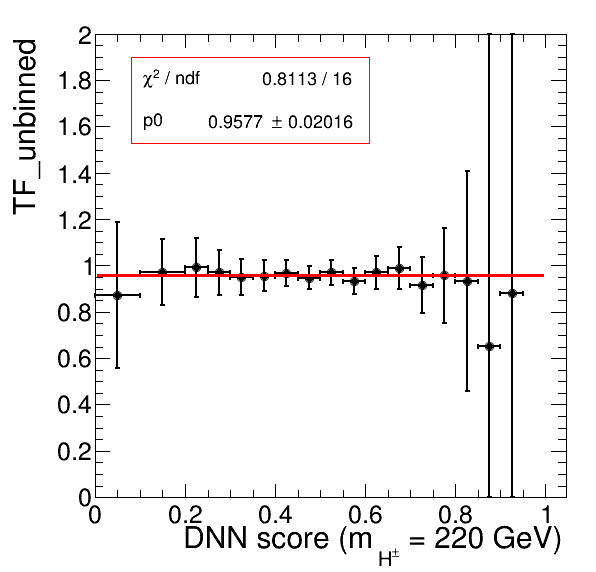 TF_unbinned
2
1.8
1.6
1.4
1.2
1
0.8
0.6
0.4
0.2
0
χ² / ndf 0.8113 / 16
p0 0.9577 ± 0.02016
0 0.2 0.4 0.6 0.8 1
DNN score (m_H± = 220 GeV)